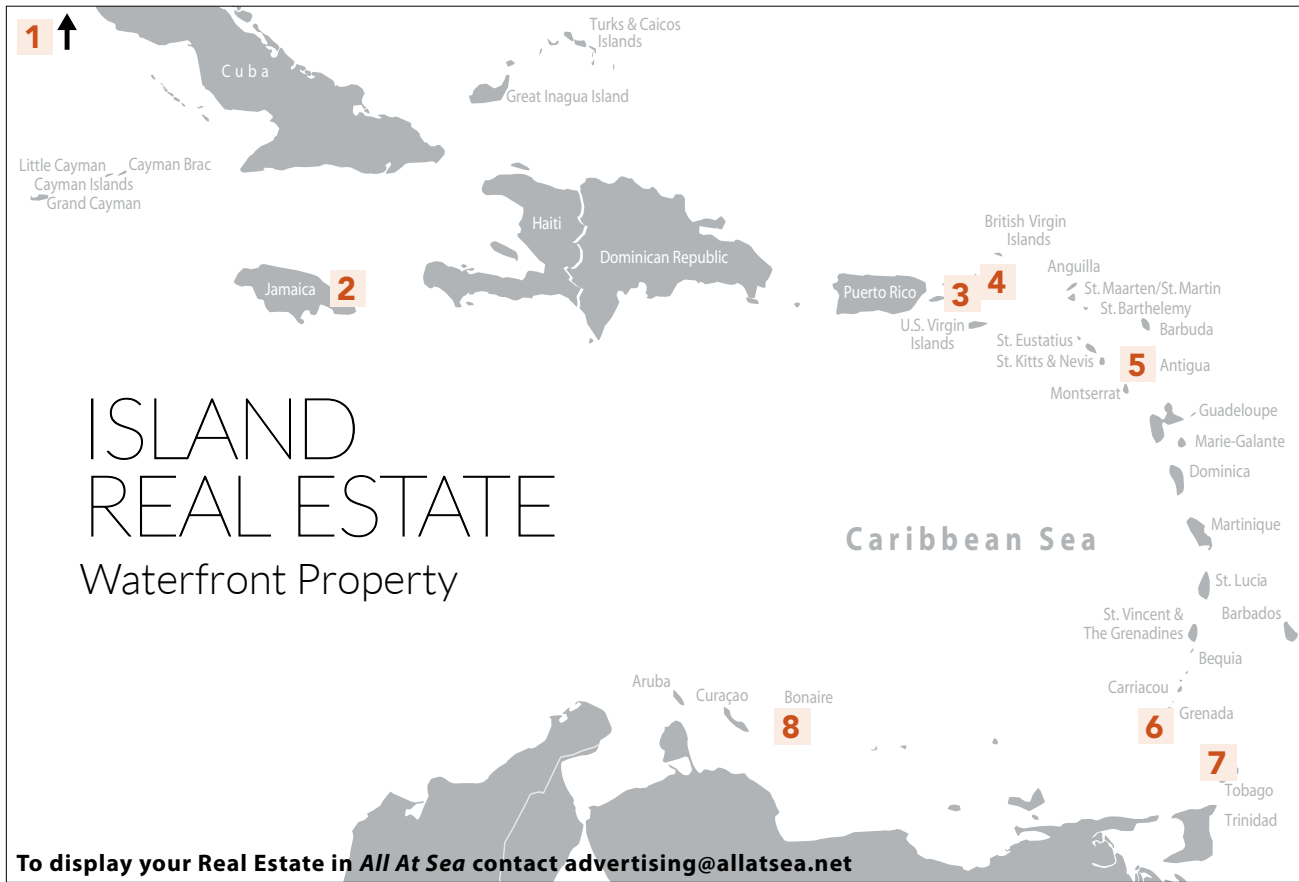 1
Turks & Caicos
Islands
Cuba
Great Inagua Island
Little Cayman
Cayman Brac
Cayman Islands
Grand Cayman
Haiti
Dominican Republic
British Virgin
Islands
Anguilla
Jamaica
2
Puerto Rico
3
4
St. Maarten/St. Martin
St. Barthelemy
U.S. Virgin
Islands
Barbuda
St. Eustatius
St. Kitts & Nevis
5
Antigua
Montserrat
Guadeloupe
Marie-Galante
Dominica
ISLAND
REAL ESTATE
Waterfront Property
Caribbean Sea
Martinique
St. Lucia
St. Vincent &
The Grenadines
Barbados
Bequia
Aruba
Curaçao
Bonaire
Carriacou
8
6
Grenada
7
Tobago
Trinidad
To display your Real Estate in All At Sea contact advertising@allatsea.net